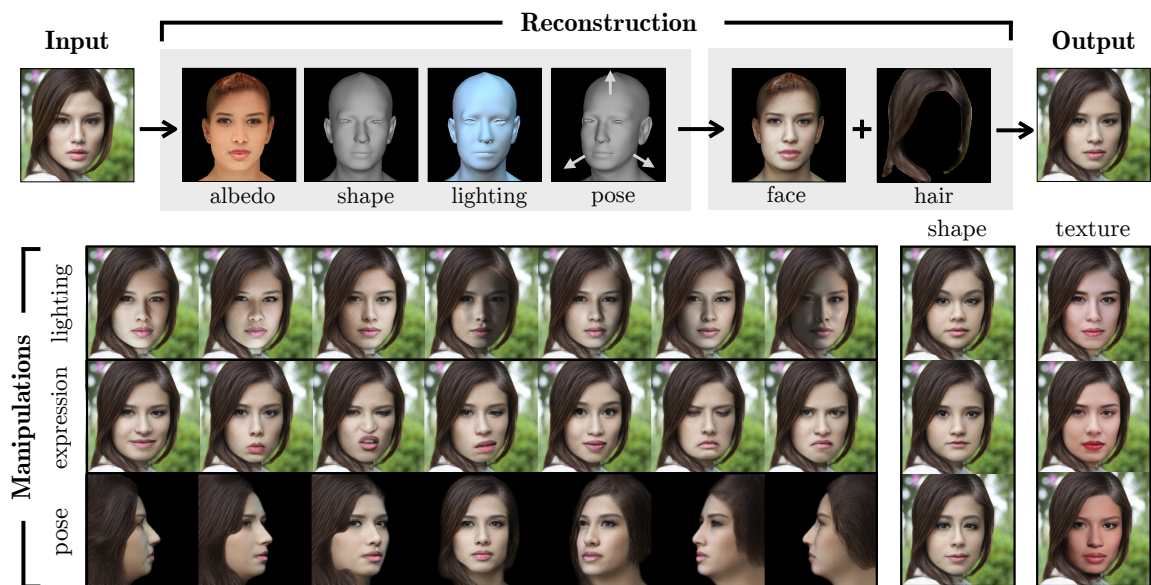 Reconstruction
Input
Output
albedo
shape
lighting
pose
face
hair
shape
texture
Manipulations
lighting
expression
pose